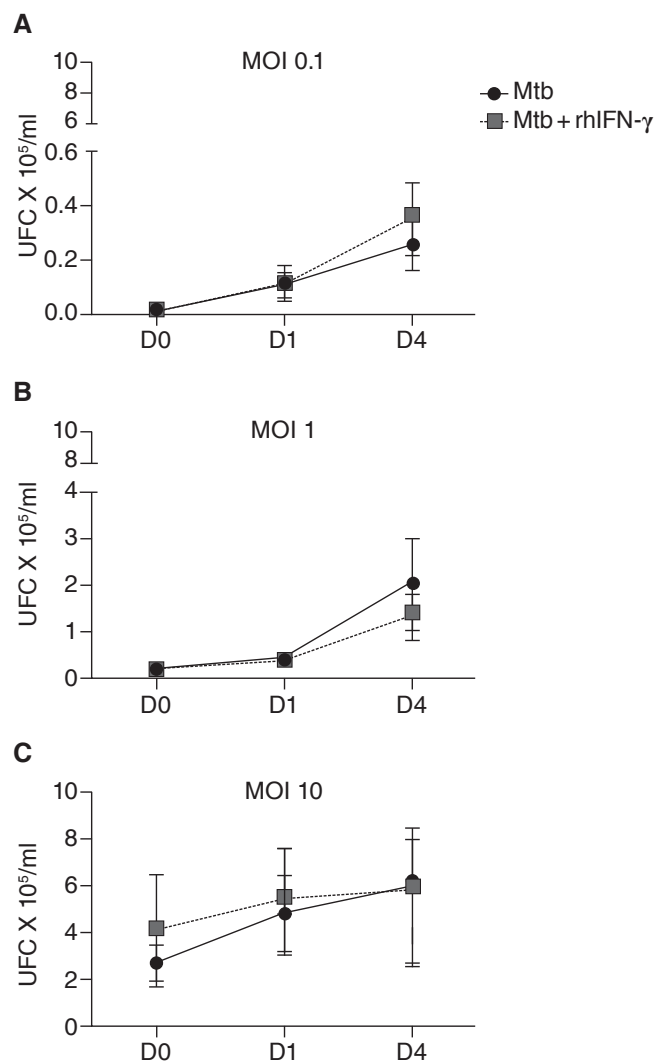 A
MOI 0.1
10
8
6
0.6
0.4
0.2
0.0
UFC X 10⁵/ml
D0 D1 D4
Mtb
Mtb + rhIFN-γ
B
MOI 1
10
8
4
3
2
1
0
UFC X 10⁵/ml
D0 D1 D4
C
MOI 10
10
8
6
4
2
0
UFC X 10⁵/ml
D0 D1 D4